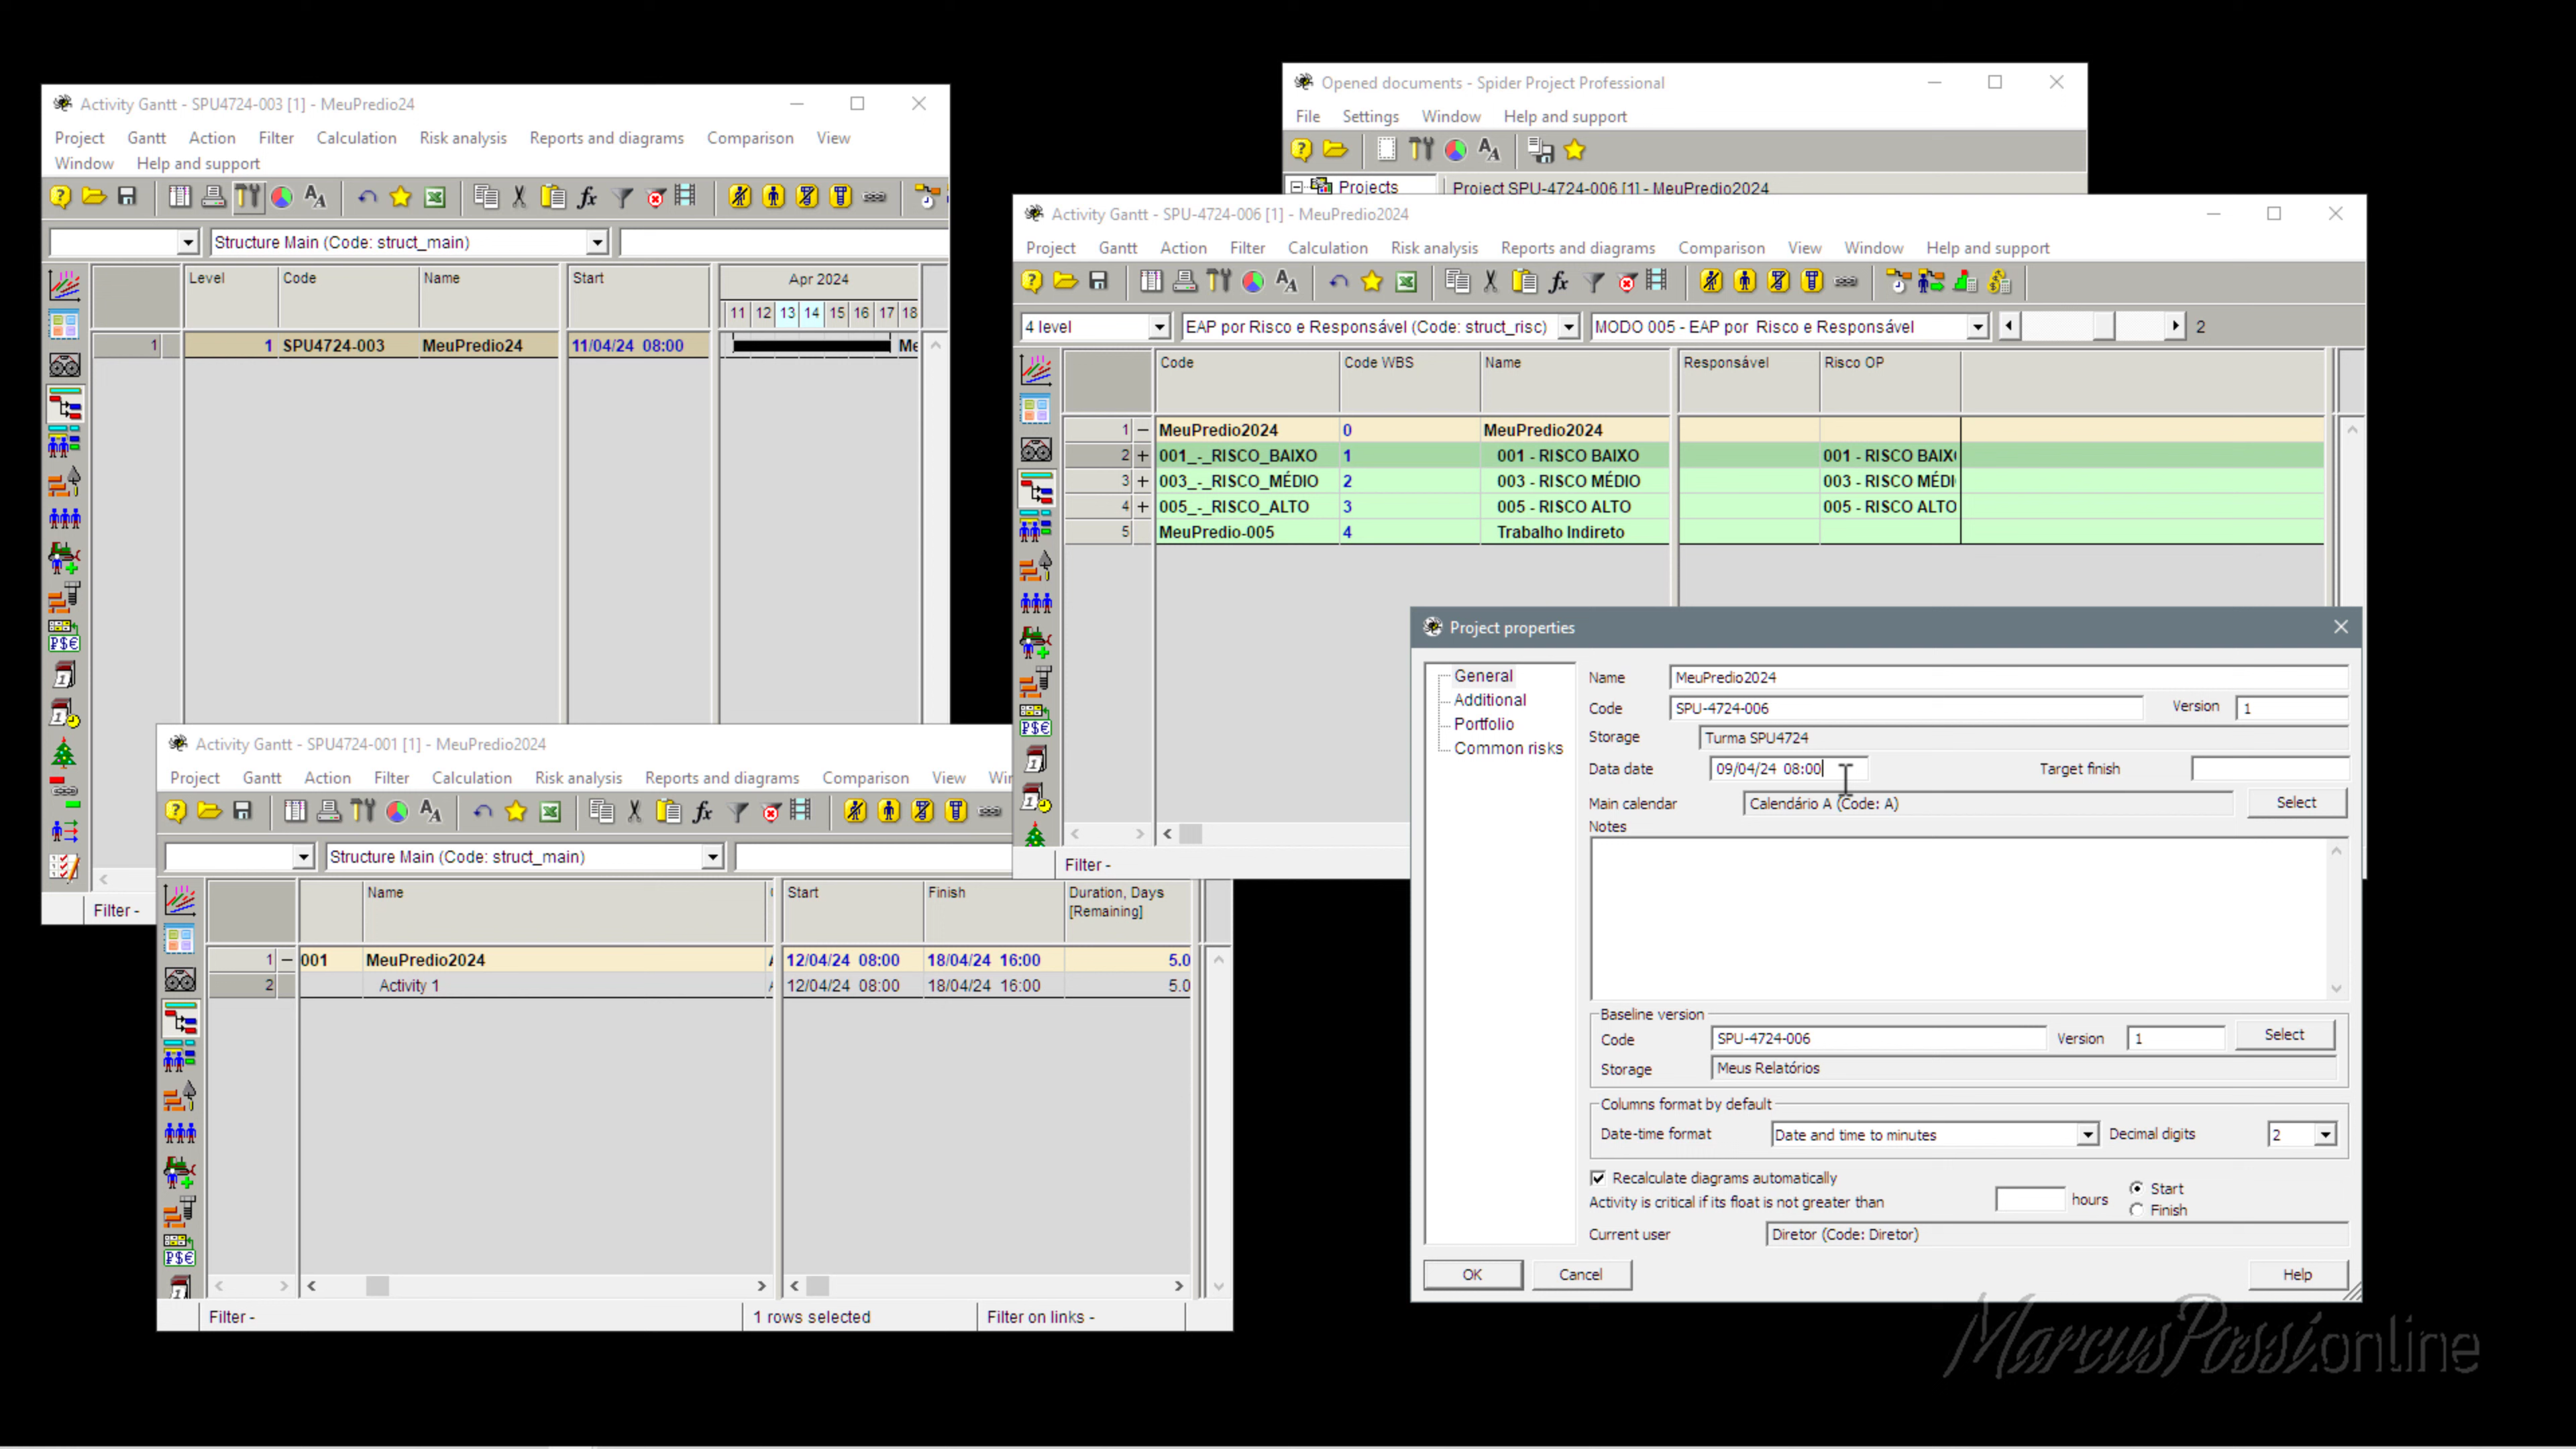 Activity Gantt - SPU4724-003 [1] - MeuPredio24
Project Gantt Action Filter Calculation Risk analysis Reports and diagrams Comparison View
Window Help and support
Structure Main (Code: struct_main)
Level Code Name Start Apr 2024
11 12 13 14 15 16 17 18
1 1 SPU4724-003 MeuPredio24 11/04/24 08:00 Me
Filter -
Opened documents - Spider Project Professional
File Settings Window Help and support
Projects Project SPU-4724-006 [1] - MeuPredio2024
Activity Gantt - SPU-4724-006 [1] - MeuPredio2024
Project Gantt Action Filter Calculation Risk analysis Reports and diagrams Comparison View Window Help and support
4 level EAP por Risco e Responsável (Code: struct_risc) MODO 005 - EAP por Risco e Responsável 2
Code Code WBS Name Responsável Risco OP
1 MeuPredio2024 0 MeuPredio2024
2 001_-_RISCO_BAIXO 1 001 - RISCO BAIXO 001 - RISCO BAIX
3 003_-_RISCO_MÉDIO 2 003 - RISCO MÉDIO 003 - RISCO MÉDI
4 005_-_RISCO_ALTO 3 005 - RISCO ALTO 005 - RISCO ALTO
5 MeuPredio-005 4 Trabalho Indireto
Filter -
Activity Gantt - SPU4724-001 [1] - MeuPredio2024
Project Gantt Action Filter Calculation Risk analysis Reports and diagrams Comparison View Win
Structure Main (Code: struct_main)
Name Start Finish Duration, Days
[Remaining]
1 001 MeuPredio2024 12/04/24 08:00 18/04/24 16:00 5.0
2 Activity 1 12/04/24 08:00 18/04/24 16:00 5.0
Filter - 1 rows selected Filter on links -
Project properties
General
Additional
Portfolio
Common risks
Name MeuPredio2024
Code SPU-4724-006 Version 1
Storage Turma SPU4724
Data date 09/04/24 08:00 Target finish
Main calendar Calendário A (Code: A) Select
Notes
Baseline version
Code SPU-4724-006 Version 1 Select
Storage Meus Relatórios
Columns format by default
Date-time format Date and time to minutes Decimal digits 2
Recalculate diagrams automatically
Activity is critical if its float is not greater than hours Start
Finish
Current user Diretor (Code: Diretor)
OK Cancel Help
MarcusPossi.online